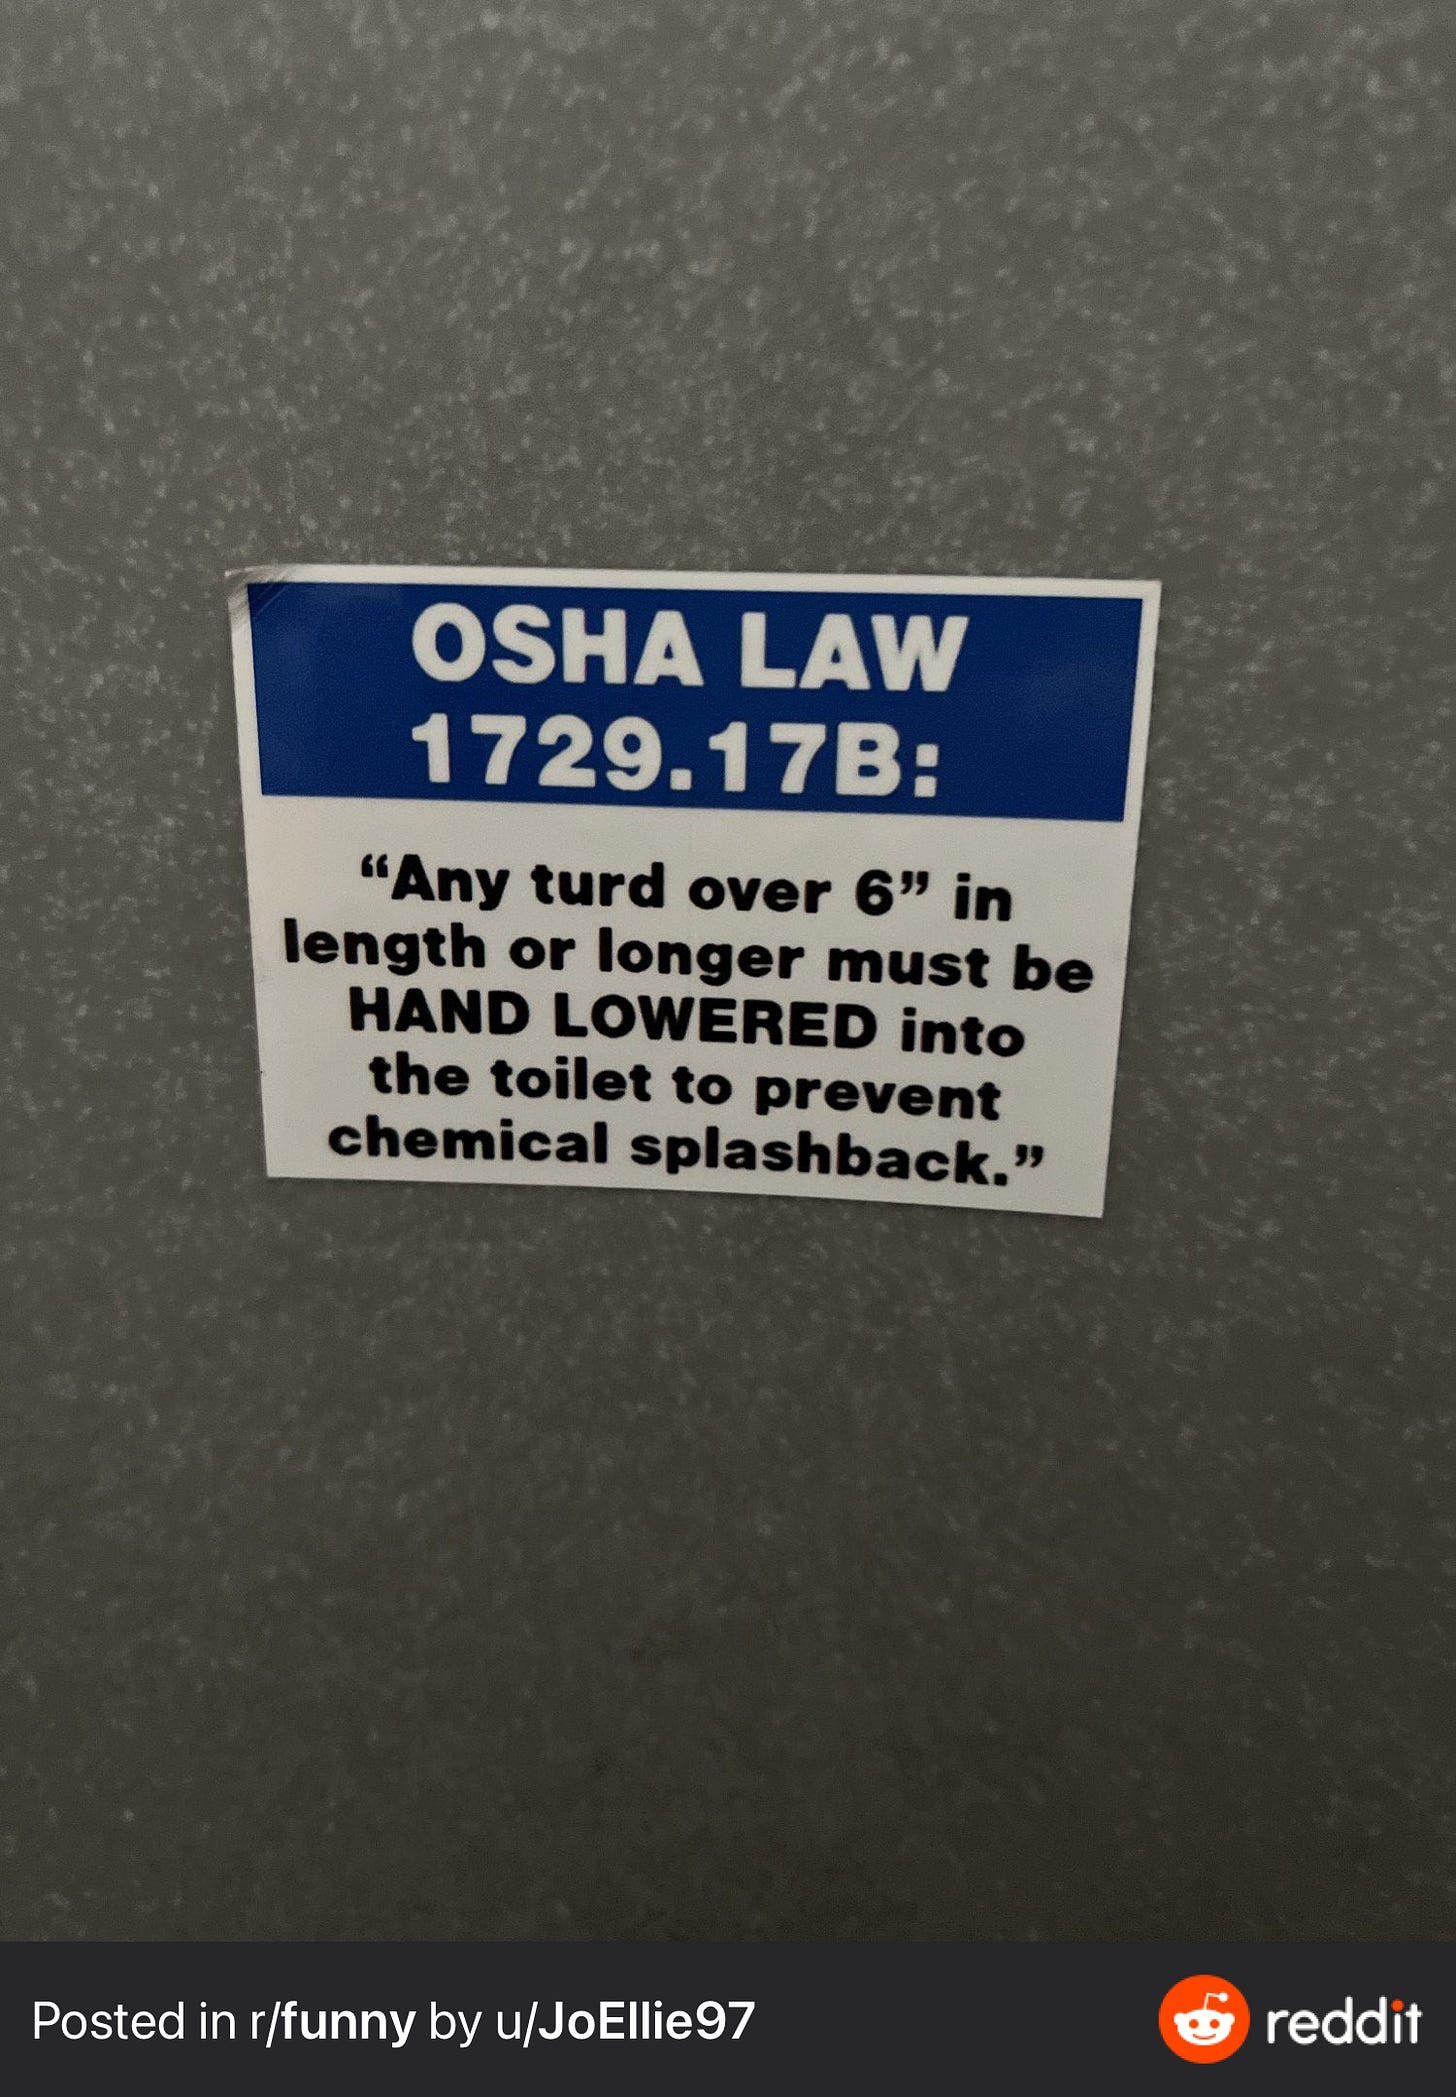 OSHA LAW
1729.17B:
“Any turd over 6” in
length or longer must be
HAND LOWERED into
the toilet to prevent
chemical splashback.”
Posted in r/funny by u/JoEllie97
reddit